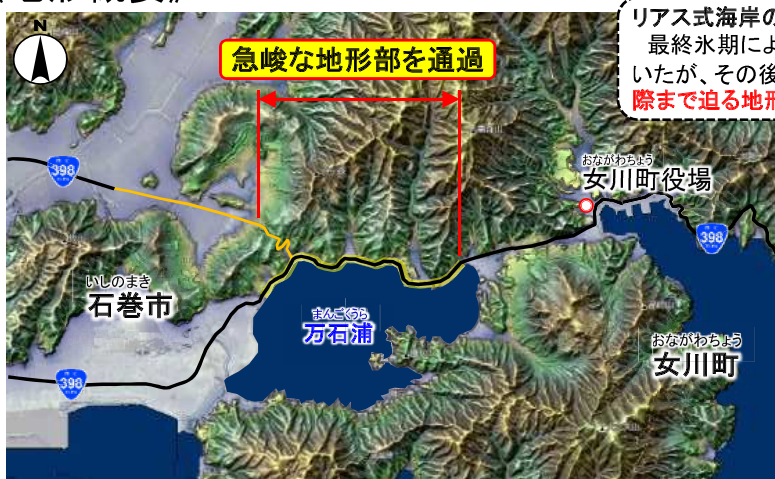 リアス式海岸の
最終氷期によ
いたが、その後
際まで迫る地形
N
急峻な地形部を通過
398
おながわちょう
女川町役場
398
いしのまき
石巻市
まんごくうら
万石浦
おながわちょう
女川町
398